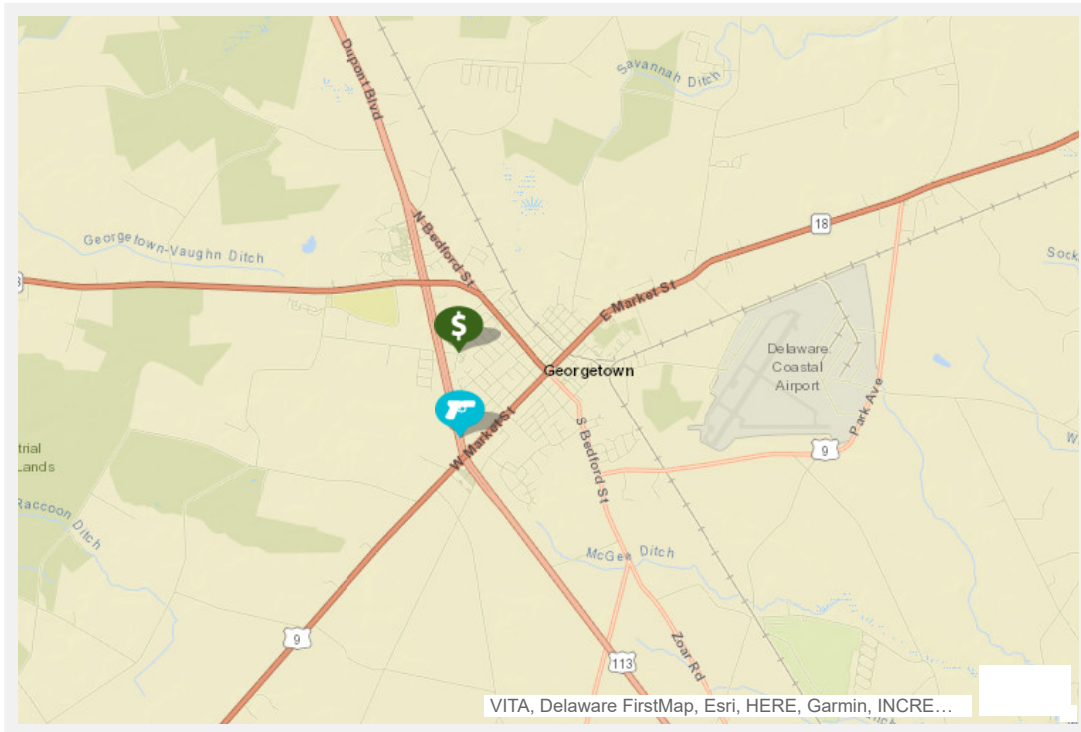 Dupont Blvd
Savannah Ditch
N Bedford St
18
Georgetown-Vaughn Ditch
Sock
E Market St
$
Delaware
Coastal
Airport
Georgetown
Park Ave
W Market St
S Bedford St
9
trial
Lands
Raccoon Ditch
McGee Ditch
9
113
Zoar Rd
VITA, Delaware FirstMap, Esri, HERE, Garmin, INCRE…